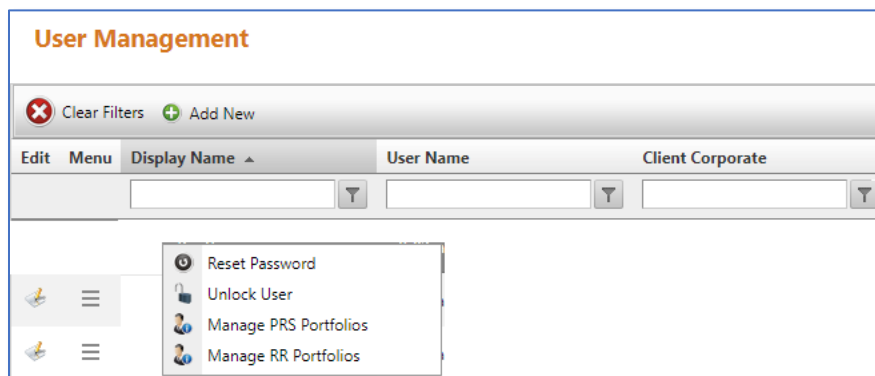 User Management
Clear Filters Add New
Edit Menu Display Name User Name Client Corporate
Reset Password
Unlock User
Manage PRS Portfolios
Manage RR Portfolios